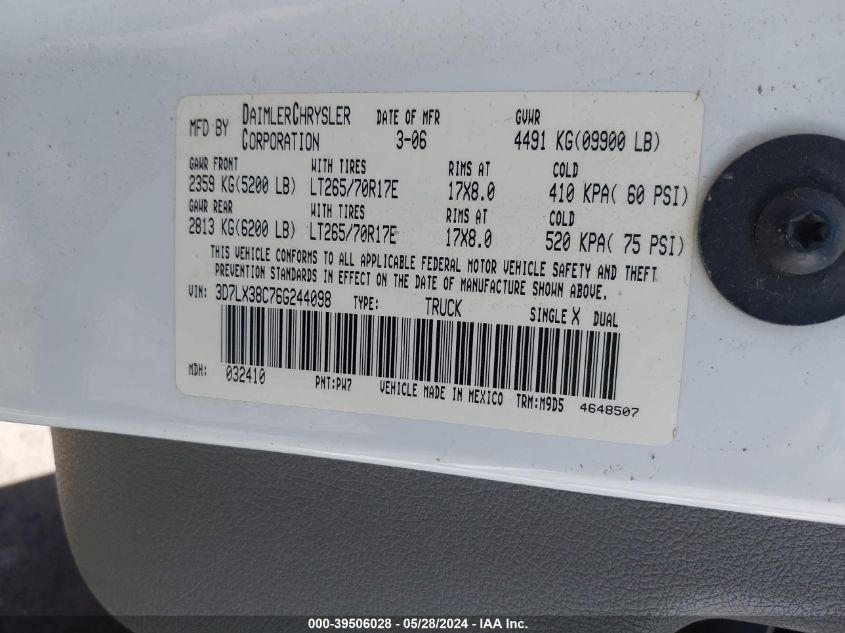 MFD BY DAIMLERCHRYSLER CORPORATION DATE OF MFR 3-06 GVWR 4491 KG(09900 LB)
GAWR FRONT WITH TIRES RIMS AT COLD
2359 KG(5200 LB) LT265/70R17E 17X8.0 410 KPA( 60 PSI)
GAWR REAR WITH TIRES RIMS AT COLD
2813 KG(6200 LB) LT265/70R17E 17X8.0 520 KPA( 75 PSI)
THIS VEHICLE CONFORMS TO ALL APPLICABLE FEDERAL MOTOR VEHICLE SAFETY AND THEFT
PREVENTION STANDARDS IN EFFECT ON THE DATE OF MANUFACTURE SHOWN ABOVE.
VIN: 3D7LX38C76G244098 TYPE: TRUCK SINGLE X DUAL
MDH: 032410 PNT:PW7 VEHICLE MADE IN MEXICO TRM:M9D5 4648507
000-39506028 - 05/28/2024 - IAA Inc.